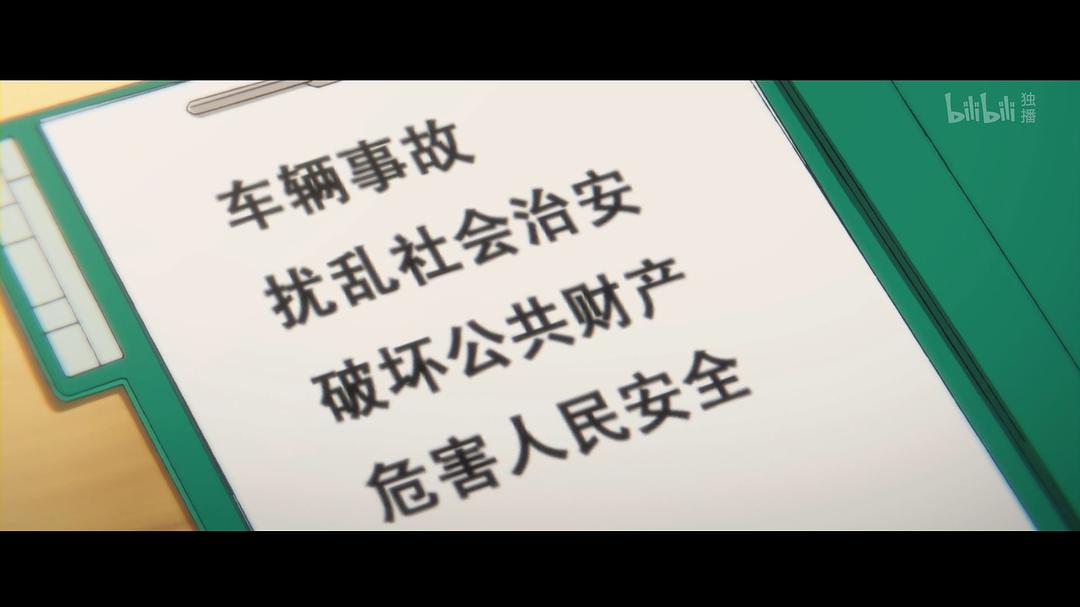 bilibili 独播
车辆事故
扰乱社会治安
破坏公共财产
危害人民安全